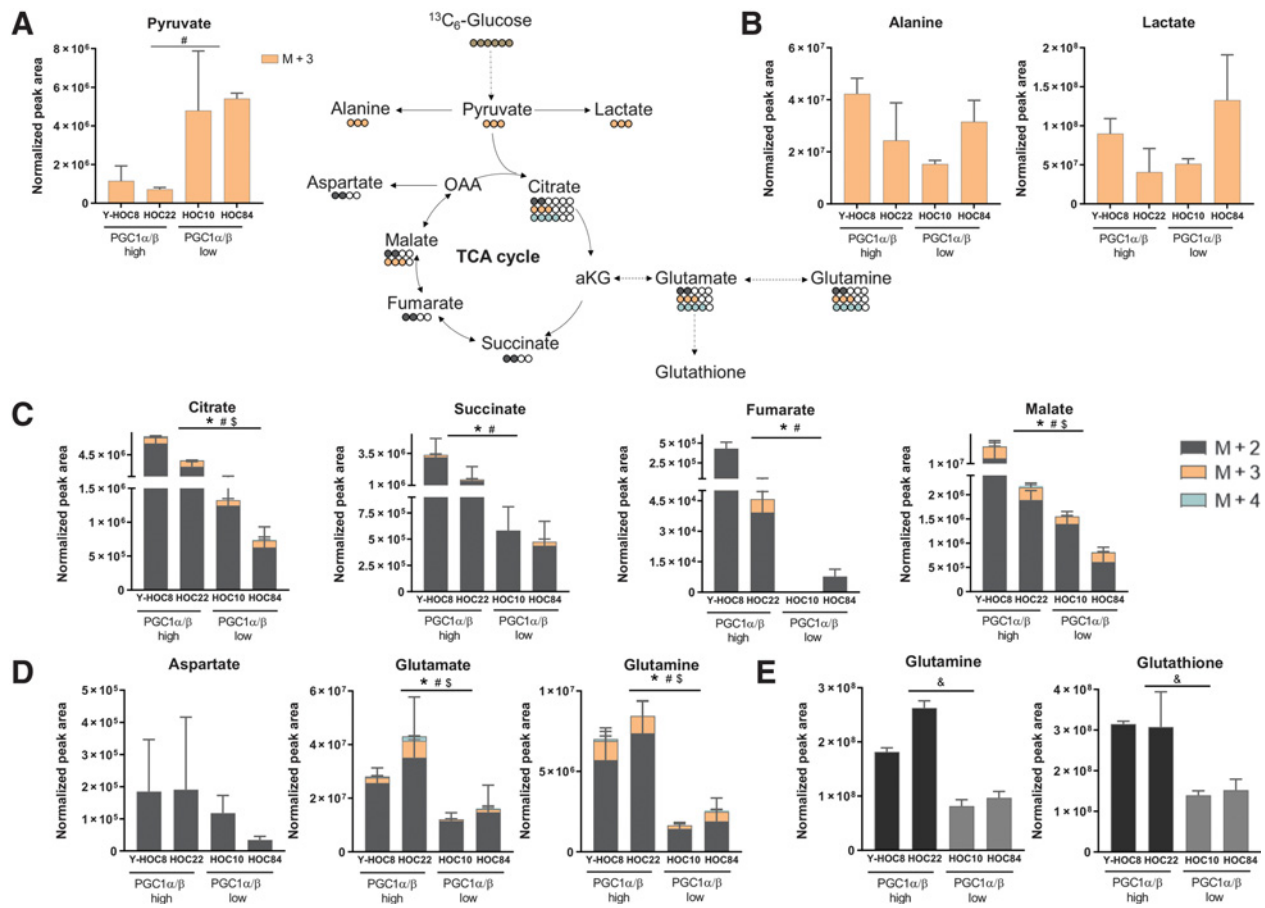 A
Pyruvate
Normalized peak area
8 × 10⁶
6 × 10⁶
4 × 10⁶
2 × 10⁶
0
#
M + 3
Y-HOC8 HOC22 HOC10 HOC84
PGC1α/β high
PGC1α/β low
¹³C₆-Glucose
Alanine
Pyruvate
Lactate
Aspartate
OAA
Citrate
Malate
TCA cycle
aKG
Glutamate
Glutamine
Fumarate
Succinate
Glutathione
B
Alanine
Normalized peak area
6 × 10⁷
4 × 10⁷
2 × 10⁷
0
Y-HOC8 HOC22 HOC10 HOC84
PGC1α/β high
PGC1α/β low
Lactate
Normalized peak area
2 × 10⁸
1.5 × 10⁸
1 × 10⁸
5 × 10⁷
0
Y-HOC8 HOC22 HOC10 HOC84
PGC1α/β high
PGC1α/β low
C
Citrate
* # $
Normalized peak area
4.5 × 10⁶
1.5 × 10⁶
1 × 10⁶
5 × 10⁵
0
Y-HOC8 HOC22 HOC10 HOC84
PGC1α/β high
PGC1α/β low
Succinate
* #
Normalized peak area
3.5 × 10⁶
1 × 10⁶
5 × 10⁵
2.5 × 10⁵
0
Y-HOC8 HOC22 HOC10 HOC84
PGC1α/β high
PGC1α/β low
Fumarate
* #
Normalized peak area
5 × 10⁵
2.5 × 10⁵
4 × 10⁴
3 × 10⁴
1.5 × 10⁴
0
Y-HOC8 HOC22 HOC10 HOC84
PGC1α/β high
PGC1α/β low
Malate
* # $
Normalized peak area
1 × 10⁷
2 × 10⁶
1.5 × 10⁶
1 × 10⁶
5 × 10⁵
0
Y-HOC8 HOC22 HOC10 HOC84
PGC1α/β high
PGC1α/β low
M + 2
M + 3
M + 4
D
Aspartate
Normalized peak area
5 × 10⁵
4 × 10⁵
3 × 10⁵
2 × 10⁵
1 × 10⁵
0
Y-HOC8 HOC22 HOC10 HOC84
PGC1α/β high
PGC1α/β low
Glutamate
* # $
Normalized peak area
6 × 10⁷
4 × 10⁷
2 × 10⁷
0
Y-HOC8 HOC22 HOC10 HOC84
PGC1α/β high
PGC1α/β low
Glutamine
* # $
Normalized peak area
1 × 10⁷
5 × 10⁶
0
Y-HOC8 HOC22 HOC10 HOC84
PGC1α/β high
PGC1α/β low
E
Glutamine
&
Normalized peak area
3 × 10⁸
2 × 10⁸
1 × 10⁸
0
Y-HOC8 HOC22 HOC10 HOC84
PGC1α/β high
PGC1α/β low
Glutathione
&
Normalized peak area
4 × 10⁸
3 × 10⁸
2 × 10⁸
1 × 10⁸
0
Y-HOC8 HOC22 HOC10 HOC84
PGC1α/β high
PGC1α/β low